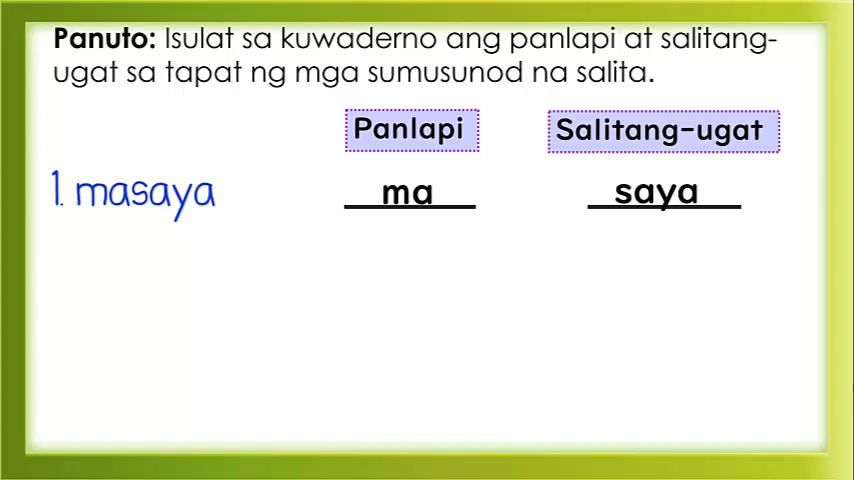 Panuto: Isulat sa kuwaderno ang panlapi at salitang-
ugat sa tapat ng mga sumusunod na salita.
Panlapi Salitang-ugat
1. masaya ma saya